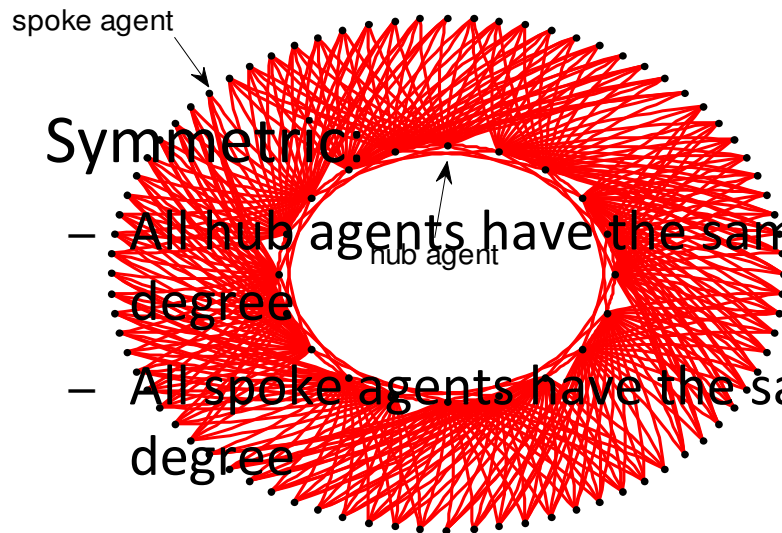 spoke agent
Symmetric:
– All hub agents have the sam
hub agent
degree
– All spoke agents have the sa
degree